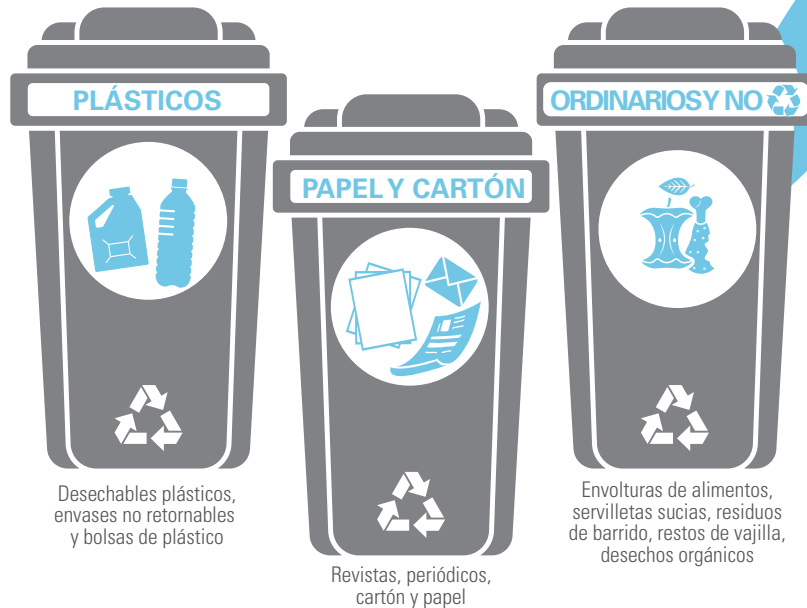 PLÁSTICOS
Desechables plásticos,
envases no retornables
y bolsas de plástico
PAPEL Y CARTÓN
Revistas, periódicos,
cartón y papel
ORDINARIOS Y NO
Envolturas de alimentos,
servilletas sucias, residuos
de barrido, restos de vajilla,
desechos orgánicos